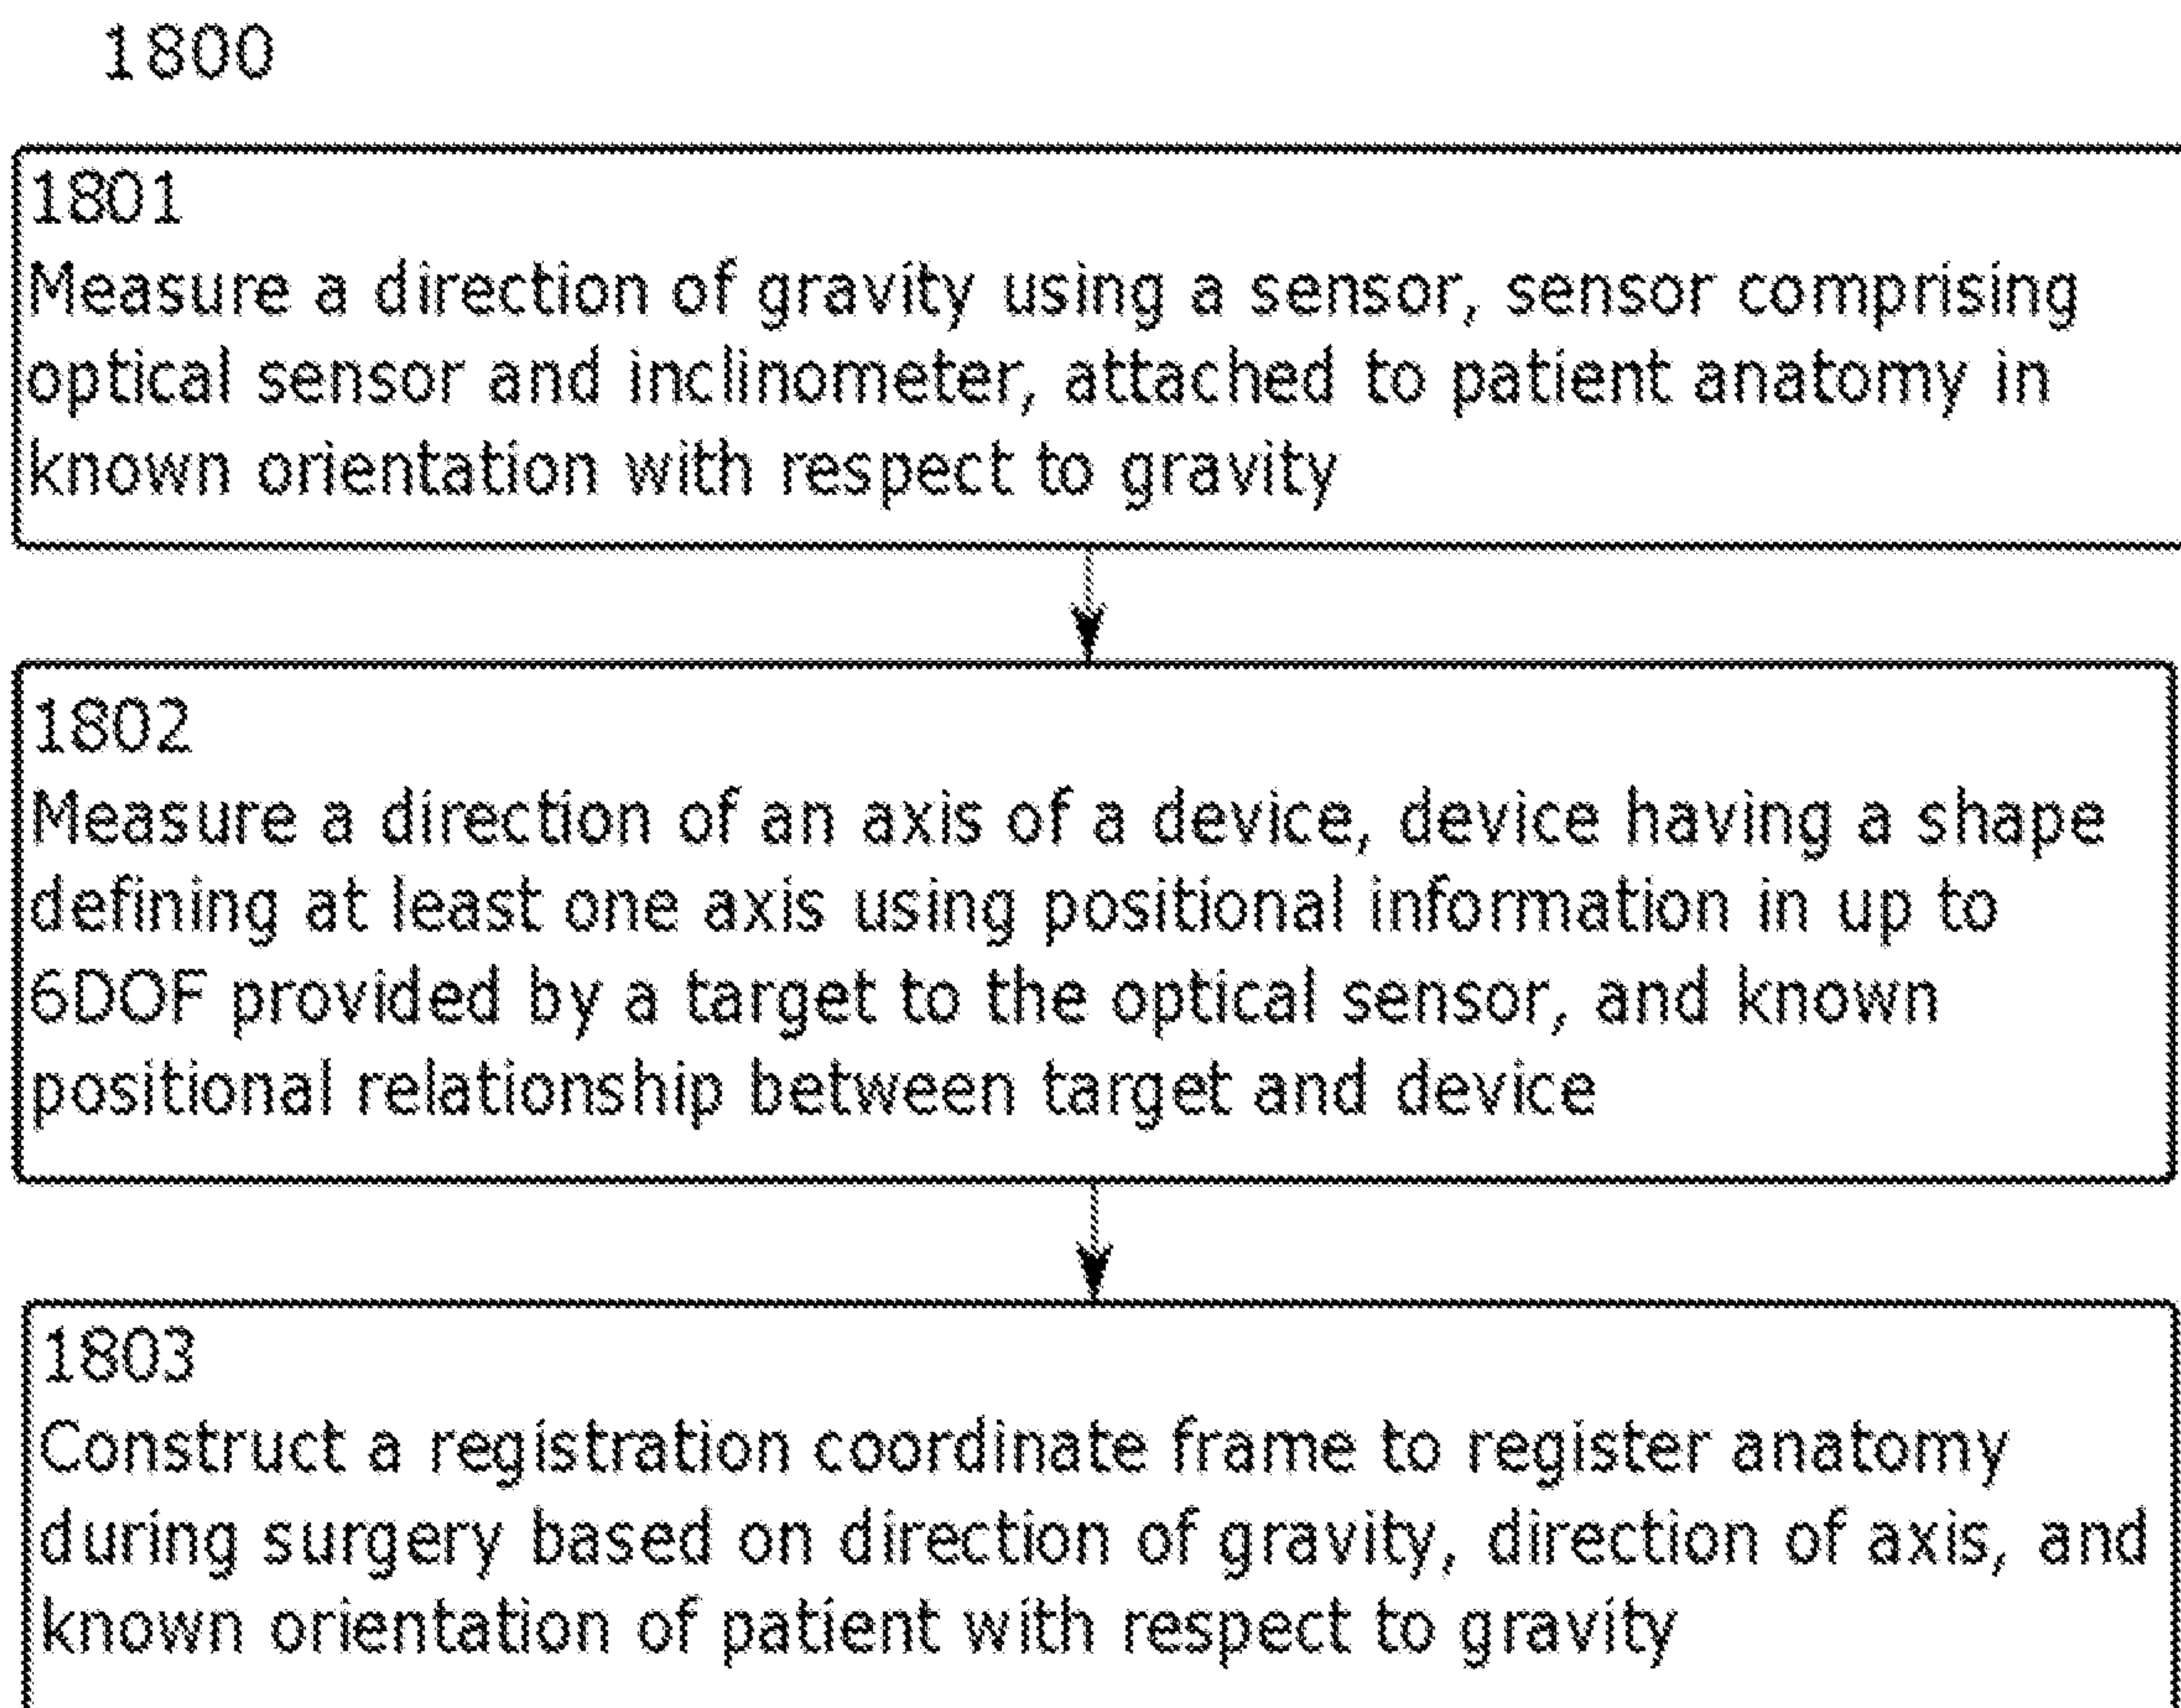 1800
1801
Measure a direction of gravity using a sensor, sensor comprising
optical sensor and inclinometer, attached to patient anatomy in
known orientation with respect to gravity
1802
Measure a direction of an axis of a device, device having a shape
defining at least one axis using positional information in up to
6DOF provided by a target to the optical sensor, and known
positional relationship between target and device
1803
Construct a registration coordinate frame to register anatomy
during surgery based on direction of gravity, direction of axis, and
known orientation of patient with respect to gravity